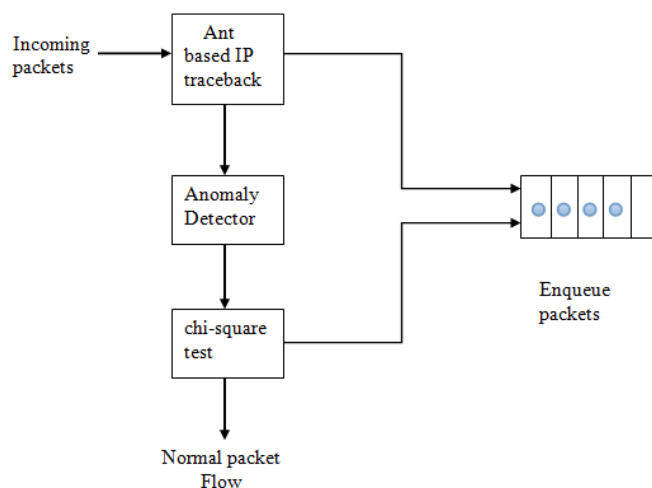 Incoming
packets
Ant
based IP
traceback
Anomaly
Detector
chi-square
test
Enqueue
packets
Normal packet
Flow